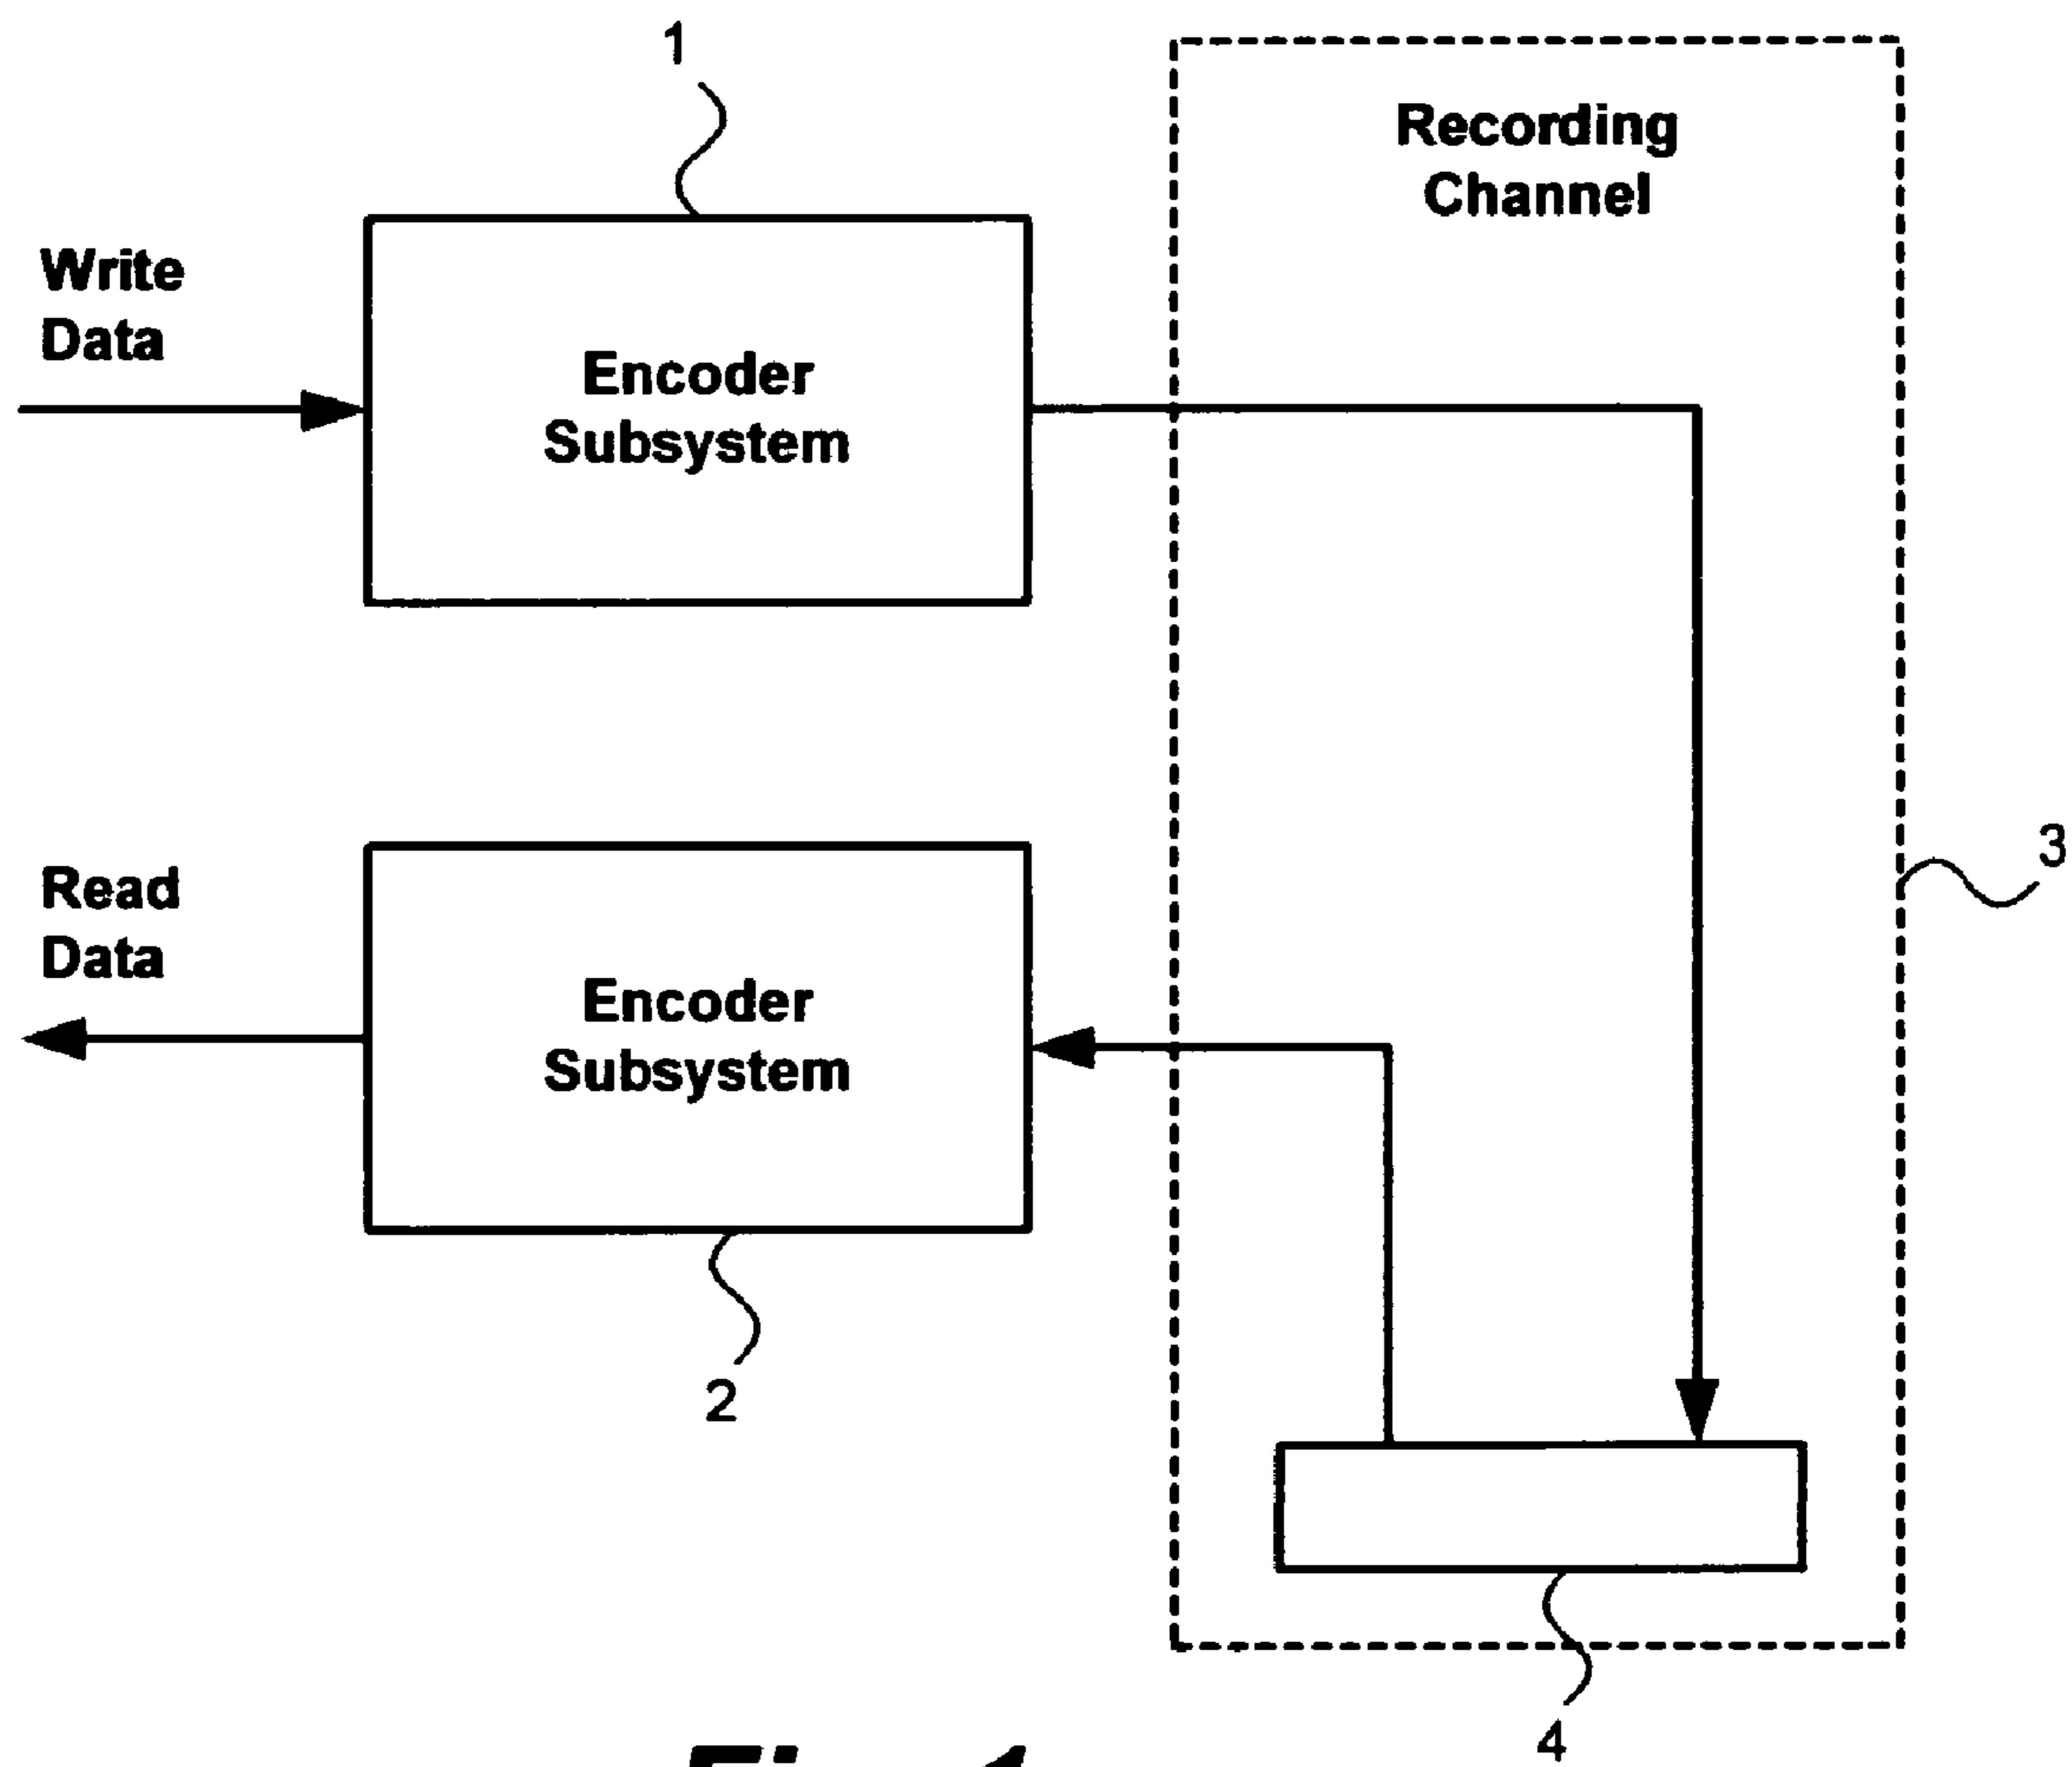 1
Recording
Channel
Write
Data
Encoder
Subsystem
3
Read
Data
Encoder
Subsystem
2
4